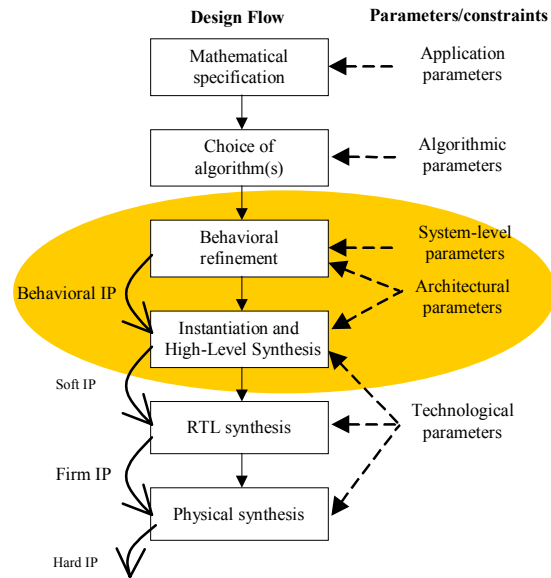 Design Flow
Parameters/constraints
Mathematical
specification
Application
parameters
Choice of
algorithm(s)
Algorithmic
parameters
Behavioral
refinement
System-level
parameters
Behavioral IP
Architectural
parameters
Instantiation and
High-Level Synthesis
Soft IP
RTL synthesis
Technological
parameters
Firm IP
Physical synthesis
Hard IP